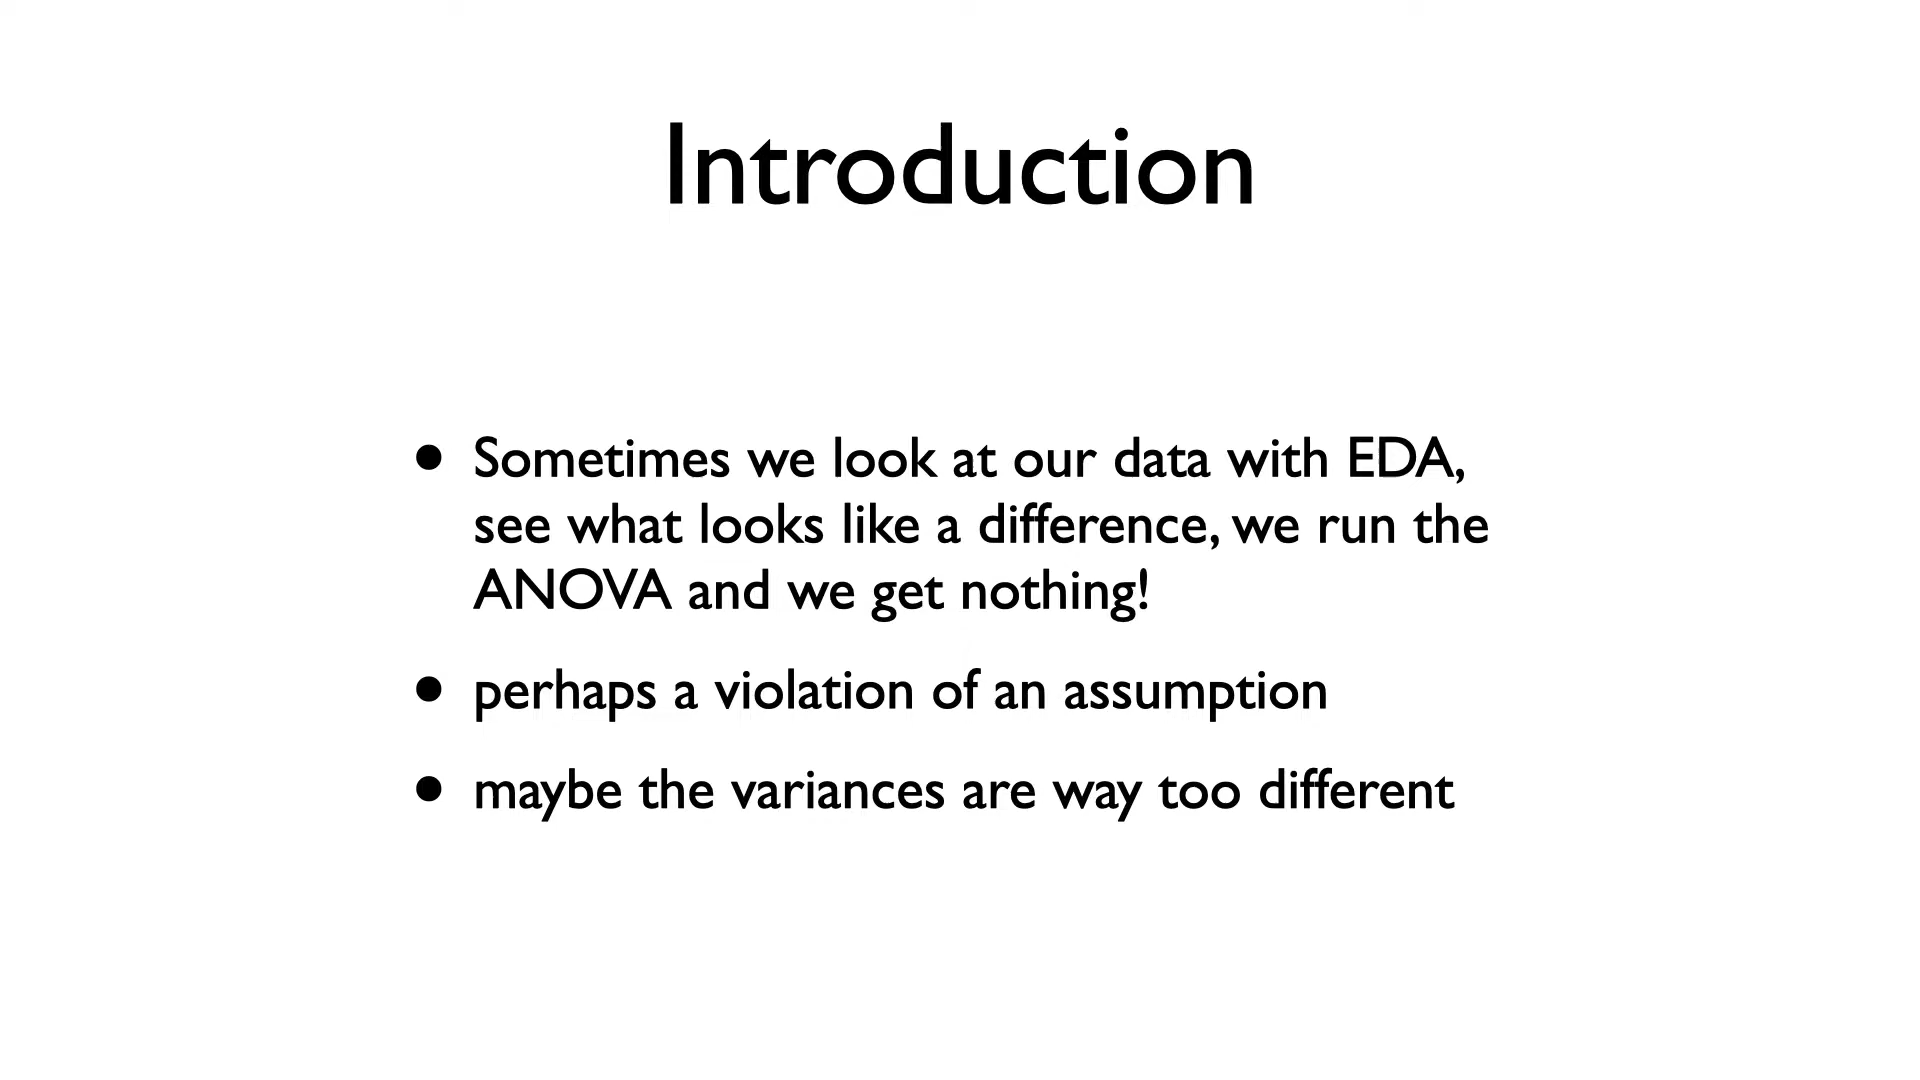 Introduction
• Sometimes we look at our data with EDA,
see what looks like a difference, we run the
ANOVA and we get nothing!
• perhaps a violation of an assumption
• maybe the variances are way too different